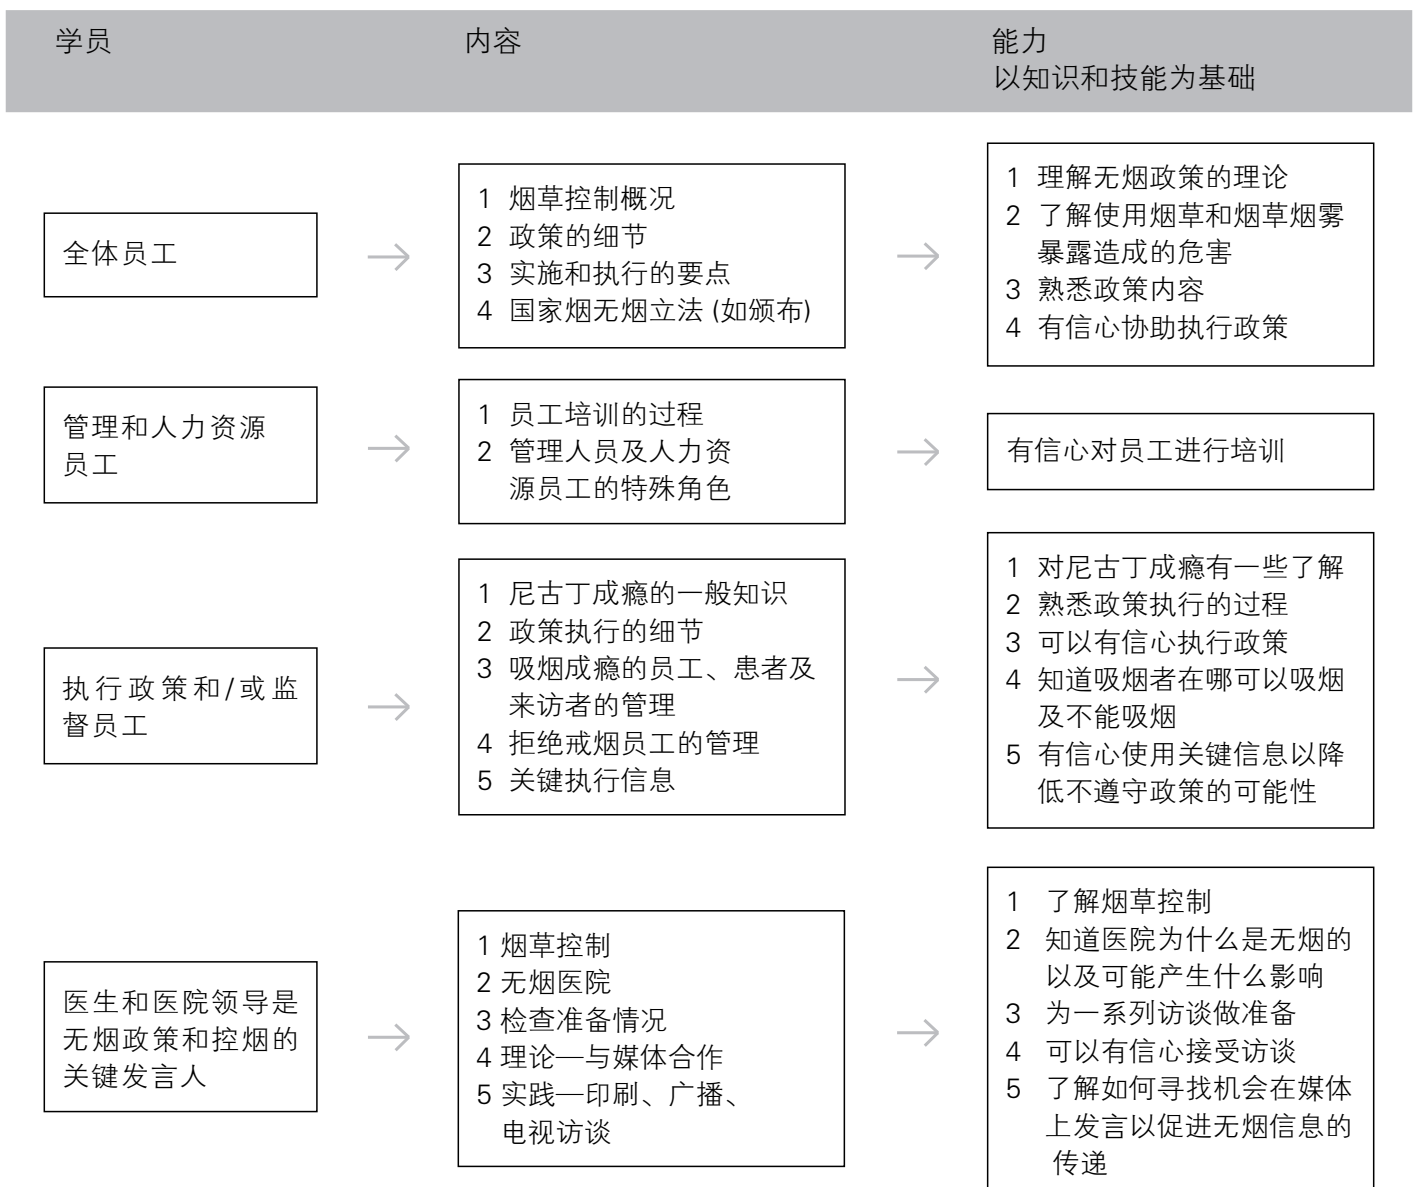 学员
内容
能力
以知识和技能为基础
全体员工
1 烟草控制概况
2 政策的细节
3 实施和执行的要点
4 国家烟无烟立法 (如颁布)
1 理解无烟政策的理论
2 了解使用烟草和烟草烟雾
暴露造成的危害
3 熟悉政策内容
4 有信心协助执行政策
管理和人力资源
员工
1 员工培训的过程
2 管理人员及人力资
源员工的特殊角色
有信心对员工进行培训
执行政策和/或监
督员工
1 尼古丁成瘾的一般知识
2 政策执行的细节
3 吸烟成瘾的员工、患者及
来访者的管理
4 拒绝戒烟员工的管理
5 关键执行信息
1 对尼古丁成瘾有一些了解
2 熟悉政策执行的过程
3 可以有信心执行政策
4 知道吸烟者在哪可以吸烟
及不能吸烟
5 有信心使用关键信息以降
低不遵守政策的可能性
医生和医院领导是
无烟政策和控烟的
关键发言人
1 烟草控制
2 无烟医院
3 检查准备情况
4 理论—与媒体合作
5 实践—印刷、广播、
电视访谈
1 了解烟草控制
2 知道医院为什么是无烟的
以及可能产生什么影响
3 为一系列访谈做准备
4 可以有信心接受访谈
5 了解如何寻找机会在媒体
上发言以促进无烟信息的
传递